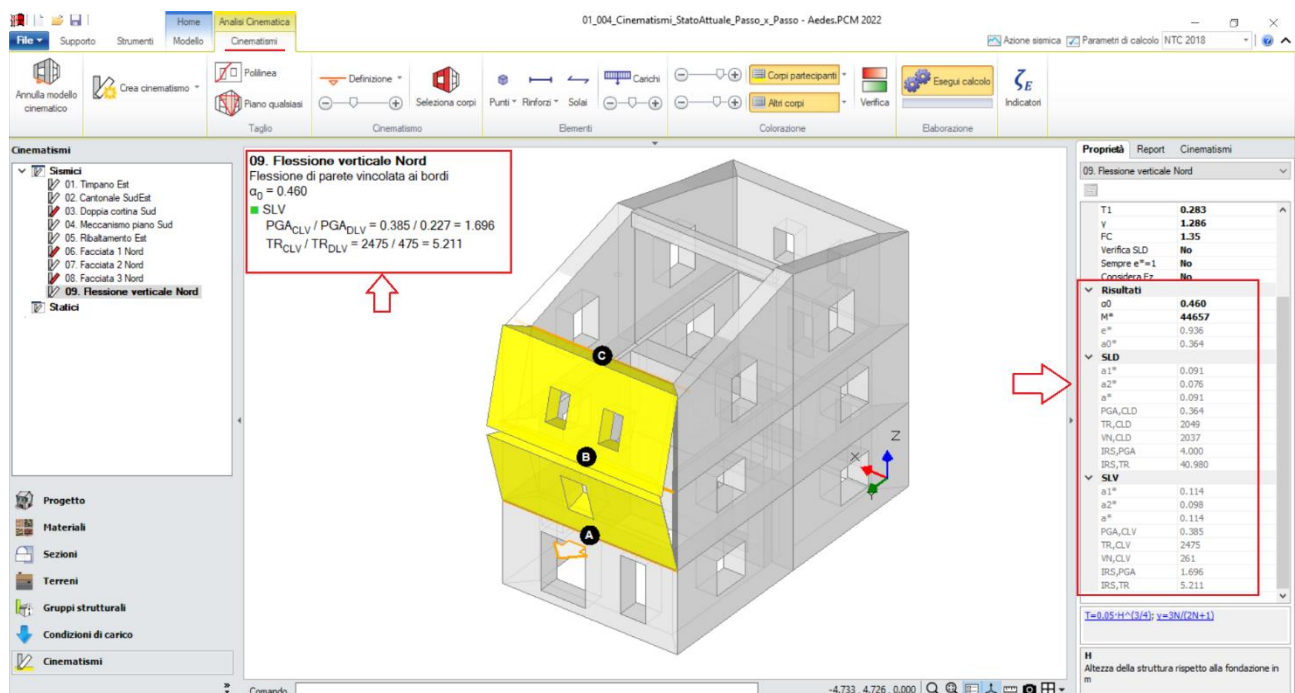 01_004_Cinematismi_StatoAttuale_Passo_x_Passo - Aedes.PCM 2022
Home
Analisi Cinematica
File
Supporto
Strumenti
Modello
Cinematismi
Azione sismica
Parametri di calcolo
NTC 2018
Annulla modello
cinematico
Crea cinematismo
Polilinea
Piano qualsiasi
Taglio
Definizione
Seleziona corpi
Cinematismo
Punti
Rinforzi
Solai
Carichi
Elementi
Corpi partecipanti
Altri corpi
Verifica
Colorazione
Esegui calcolo
Elaborazione
ζE
Indicatori
Cinematismi
Sismici
01. Timpano Est
02. Cantonale SudEst
03. Doppia cortina Sud
04. Meccanismo piano Sud
05. Ribaltamento Est
06. Facciata 1 Nord
07. Facciata 2 Nord
08. Facciata 3 Nord
09. Flessione verticale Nord
Statici
Progetto
Materiali
Sezioni
Terreni
Gruppi strutturali
Condizioni di carico
Cinematismi
09. Flessione verticale Nord
Flessione di parete vincolata ai bordi
α0 = 0.460
SLV
PGACLV / PGADLV = 0.385 / 0.227 = 1.696
TRCLV / TRDLV = 2475 / 475 = 5.211
C
B
A
Z
X
Y
Comando
-4.733 , 4.726 , 0.000
Proprietà
Report
Cinematismi
09. Flessione verticale Nord
T1 0.283
γ 1.286
FC 1.35
Verifica SLD No
Sempre e*=1 No
Considera Ez No
Risultati
α0 0.460
M* 44657
e* 0.936
a0* 0.364
SLD
a1* 0.091
a2* 0.076
a* 0.091
PGA,CLD 0.364
TR,CLD 2049
VN,CLD 2037
IRS,PGA 4.000
IRS,TR 40.980
SLV
a1* 0.114
a2* 0.098
a* 0.114
PGA,CLV 0.385
TR,CLV 2475
VN,CLV 261
IRS,PGA 1.696
IRS,TR 5.211
T=0.05·H^(3/4); γ=3N/(2N+1)
H
Altezza della struttura rispetto alla fondazione in
m